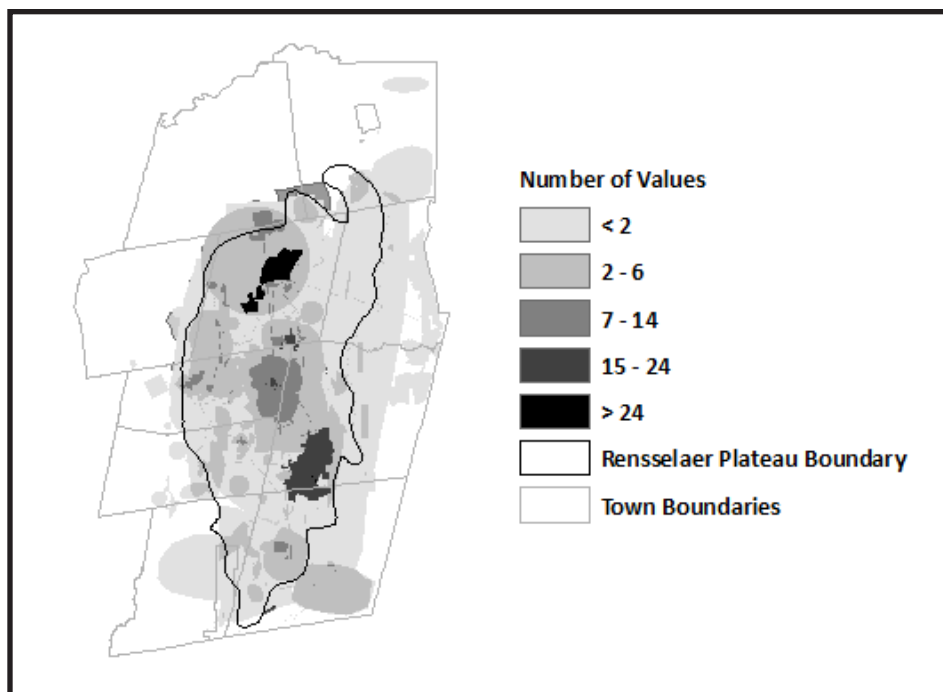 Number of Values
< 2
2 - 6
7 - 14
15 - 24
> 24
Rensselaer Plateau Boundary
Town Boundaries